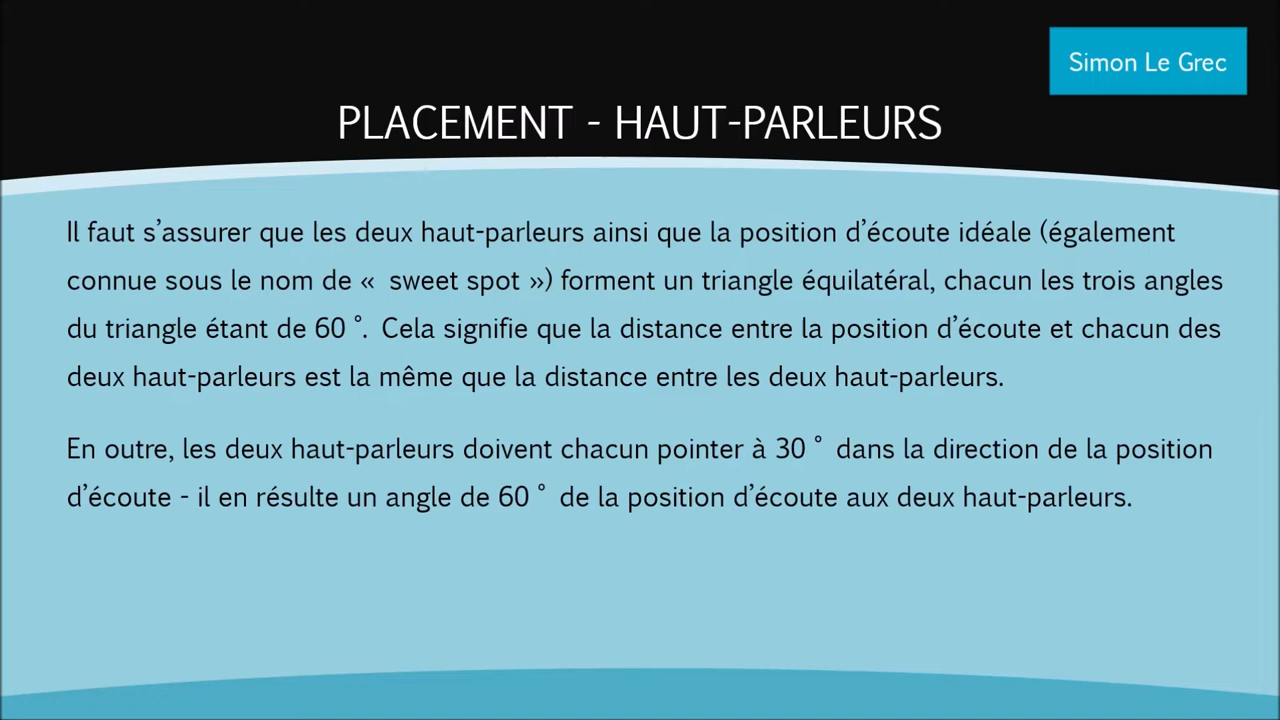 Simon Le Grec
PLACEMENT - HAUT-PARLEURS
Il faut s’assurer que les deux haut-parleurs ainsi que la position d’écoute idéale (également
connue sous le nom de «  sweet spot ») forment un triangle équilatéral, chacun les trois angles
du triangle étant de 60 °.  Cela signifie que la distance entre la position d’écoute et chacun des
deux haut-parleurs est la même que la distance entre les deux haut-parleurs.
En outre, les deux haut-parleurs doivent chacun pointer à 30 °  dans la direction de la position
d’écoute - il en résulte un angle de 60 °  de la position d’écoute aux deux haut-parleurs.